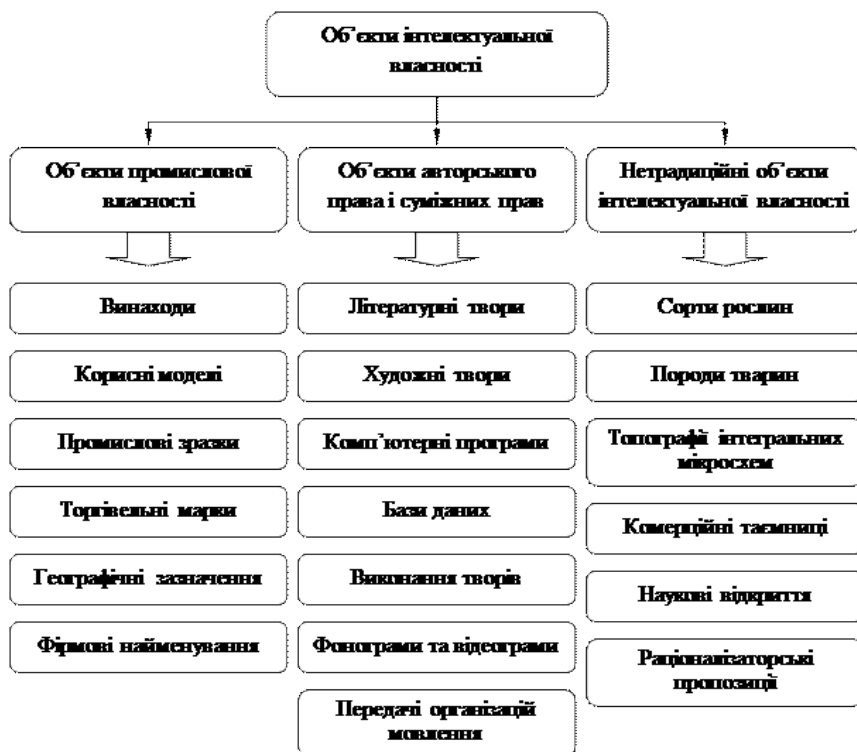 Об'єкти інтелектуальної
власності
Об'єкти промислової
власності
Об'єкти авторського
права і суміжних прав
Нетрадиційні об'єкти
інтелектуальної власності
Винаходи
Корисні моделі
Промислові зразки
Торгівельні марки
Географічні зазначення
Фірмові найменування
Літературні твори
Художні твори
Комп'ютерні програми
Бази даних
Виконання творів
Фонограми та відеограми
Передачі організацій
мовлення
Сорти рослин
Породи тварин
Топографії інтегральних
мікросхем
Комерційні таємниці
Наукові відкриття
Раціоналізаторські
пропозиції